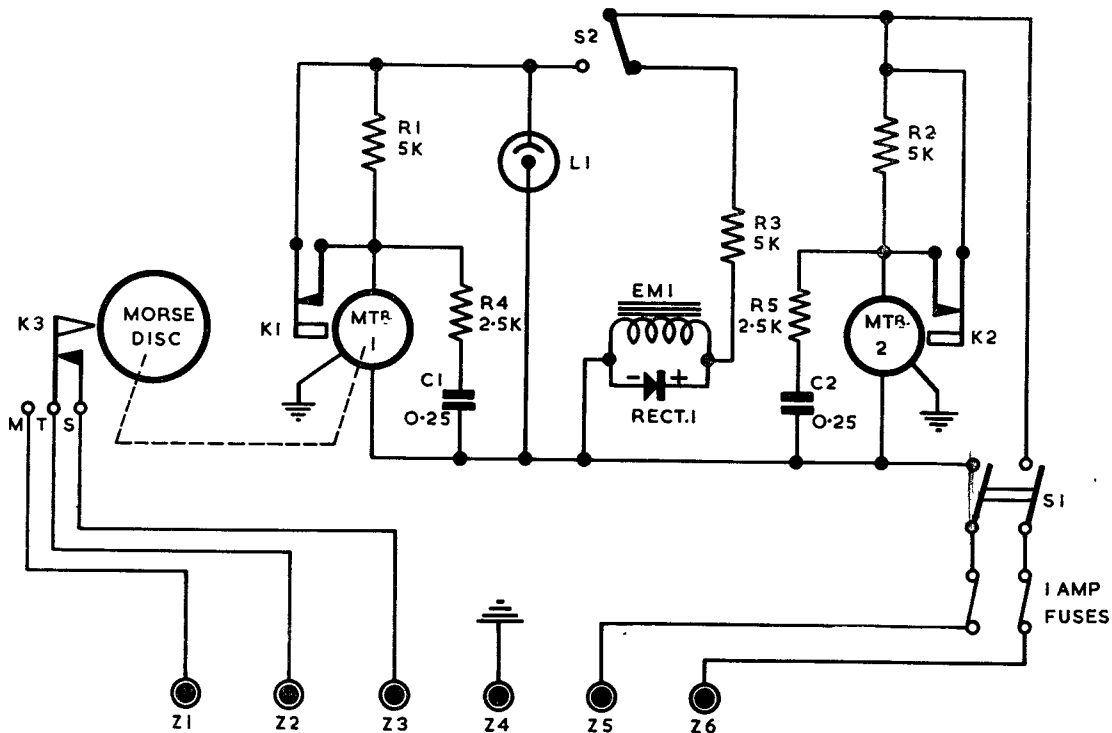 S2
R1
5K
L1
R2
5K
R3
5K
MORSE
DISC
K3
K1
MTR
1
R4
2·5K
EM1
R5
2·5K
MTR
2
K2
C1
0·25
RECT.1
C2
0·25
M T S
S1
1 AMP
FUSES
Z1
Z2
Z3
Z4
Z5
Z6